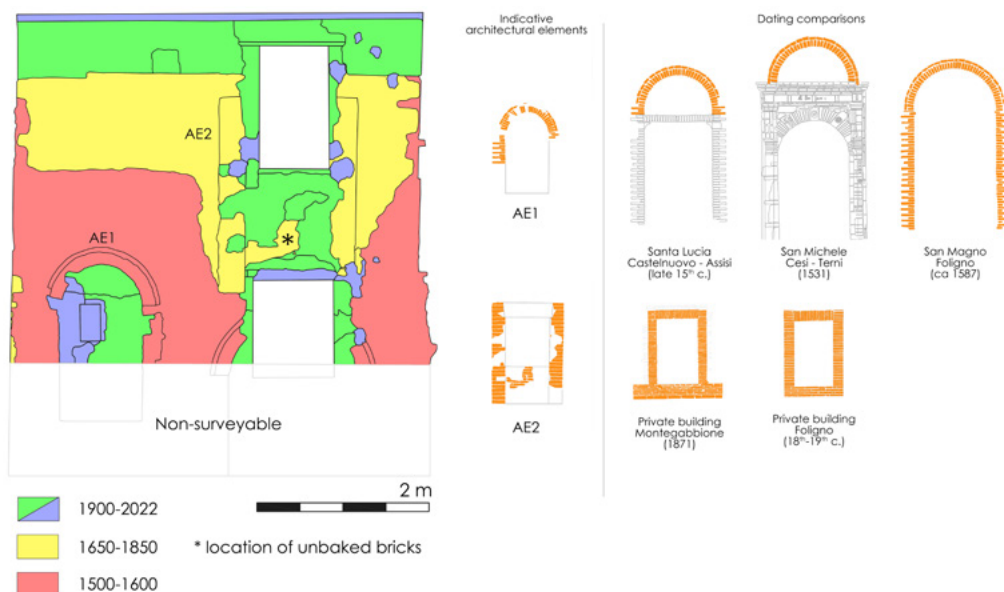 Indicative
architectural elements
Dating comparisons
AE2
AE1
*
AE1
Santa Lucia
Castelnuovo - Assisi
(late 15th c.)
San Michele
Cesi - Terni
(1531)
San Magno
Foligno
(ca 1587)
AE2
Private building
Montegabbione
(1871)
Private building
Foligno
(18th-19th c.)
Non-surveyable
2 m
1900-2022
1650-1850
* location of unbaked bricks
1500-1600